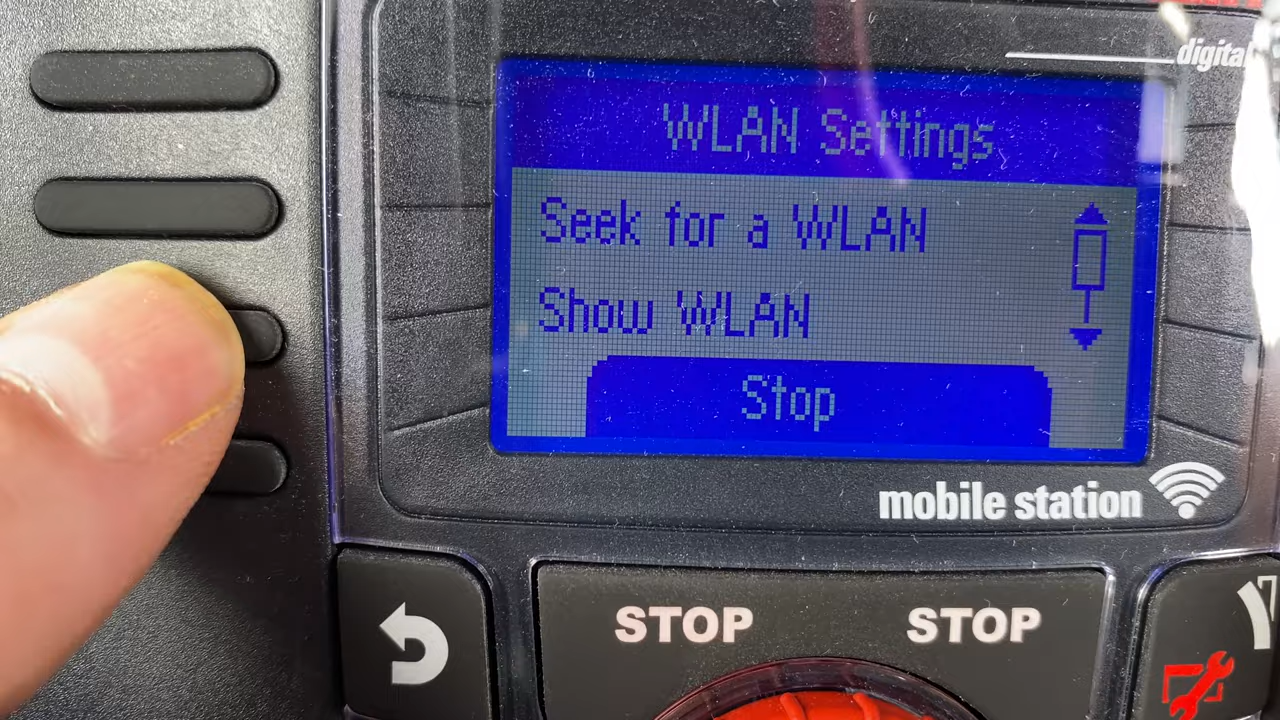 digital
WLAN Settings
Seek for a WLAN
Show WLAN
Stop
mobile station
STOP STOP